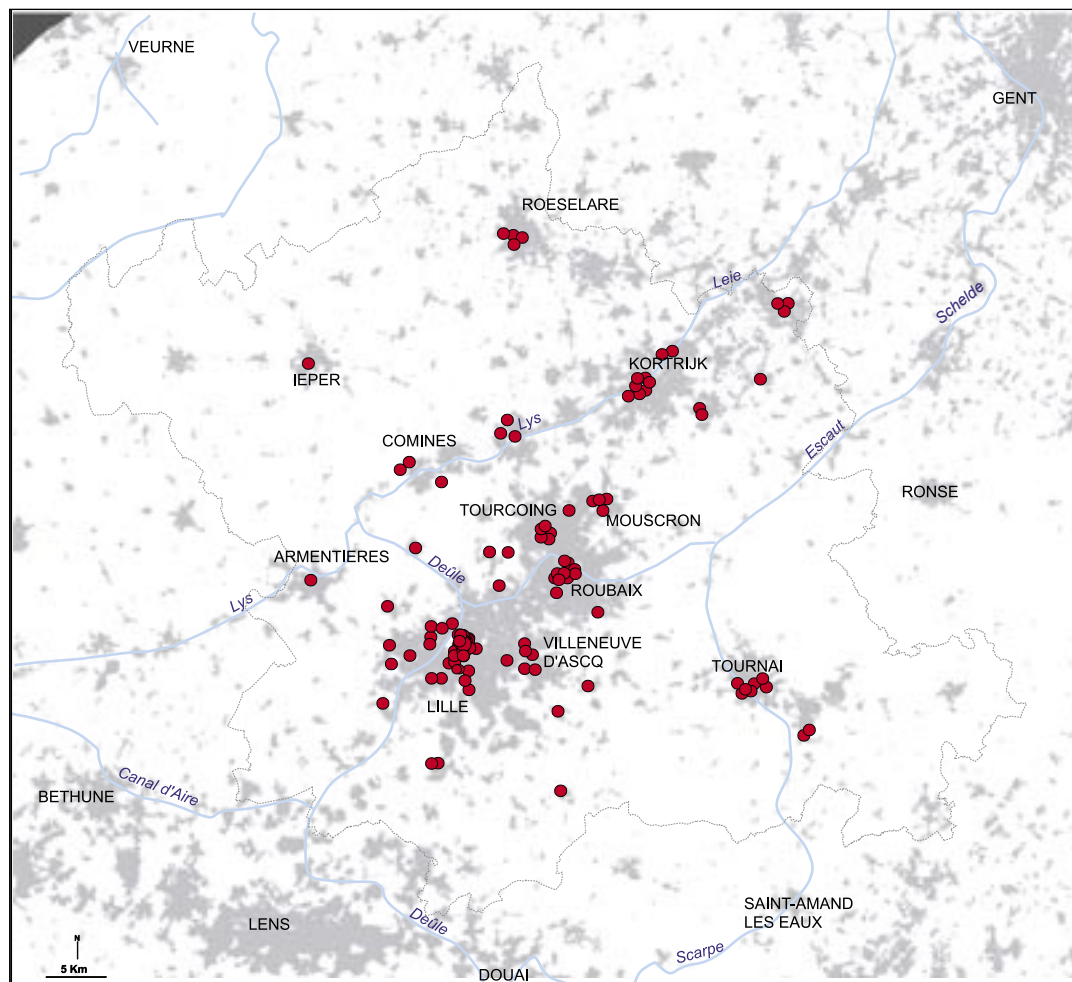 VEURNE
GENT
ROESELARE
Leie
Schelde
KORTRIJK
IEPER
Lys
COMINES
Escaut
RONSE
TOURCOING
MOUSCRON
ARMENTIERES
Deûle
Lys
ROUBAIX
VILLENEUVE
D'ASCQ
TOURNAI
LILLE
Canal d'Aire
BETHUNE
SAINT-AMAND
LES EAUX
LENS
Deûle
Scarpe
N
5 Km
DOUAI